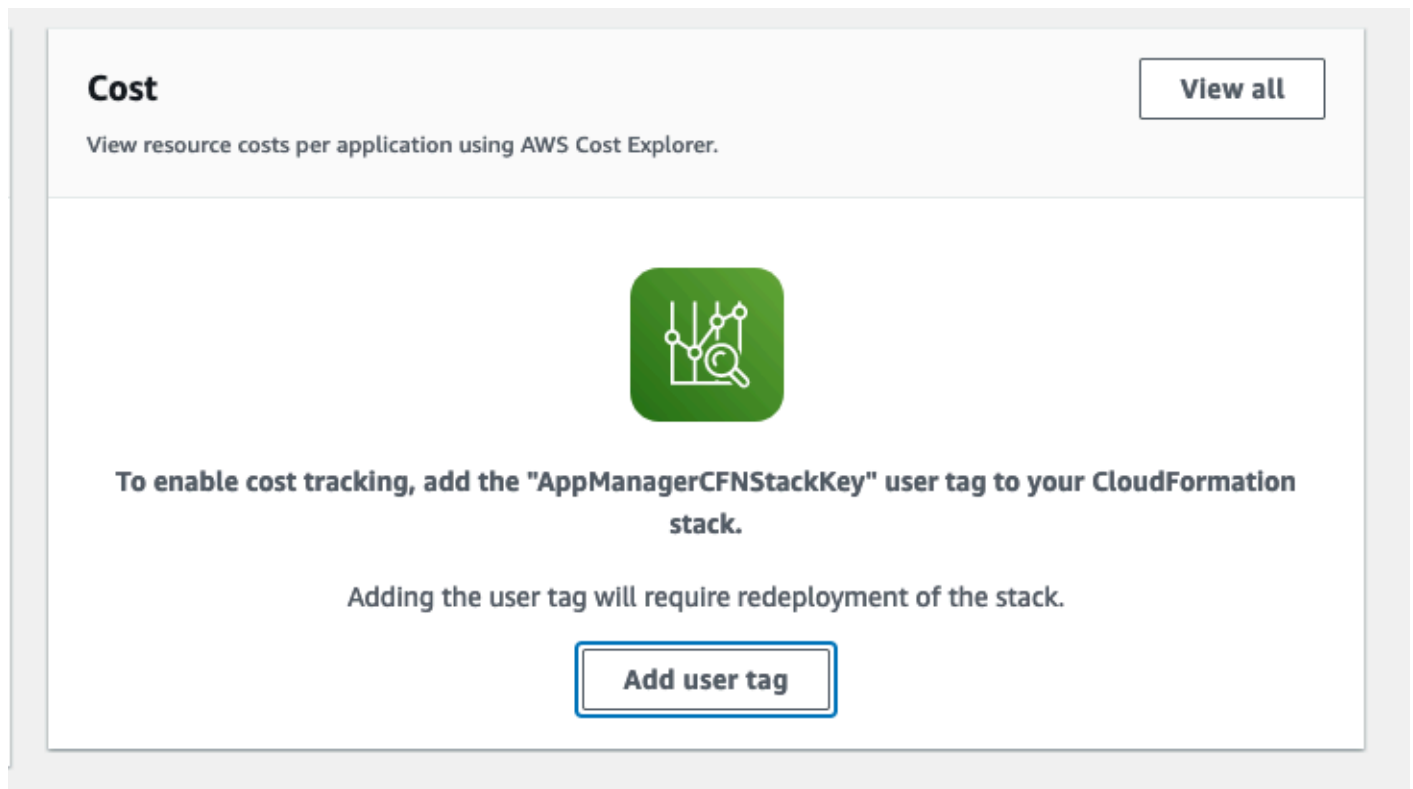 Cost
View all
View resource costs per application using AWS Cost Explorer.
To enable cost tracking, add the "AppManagerCFNStackKey" user tag to your CloudFormation
stack.
Adding the user tag will require redeployment of the stack.
Add user tag